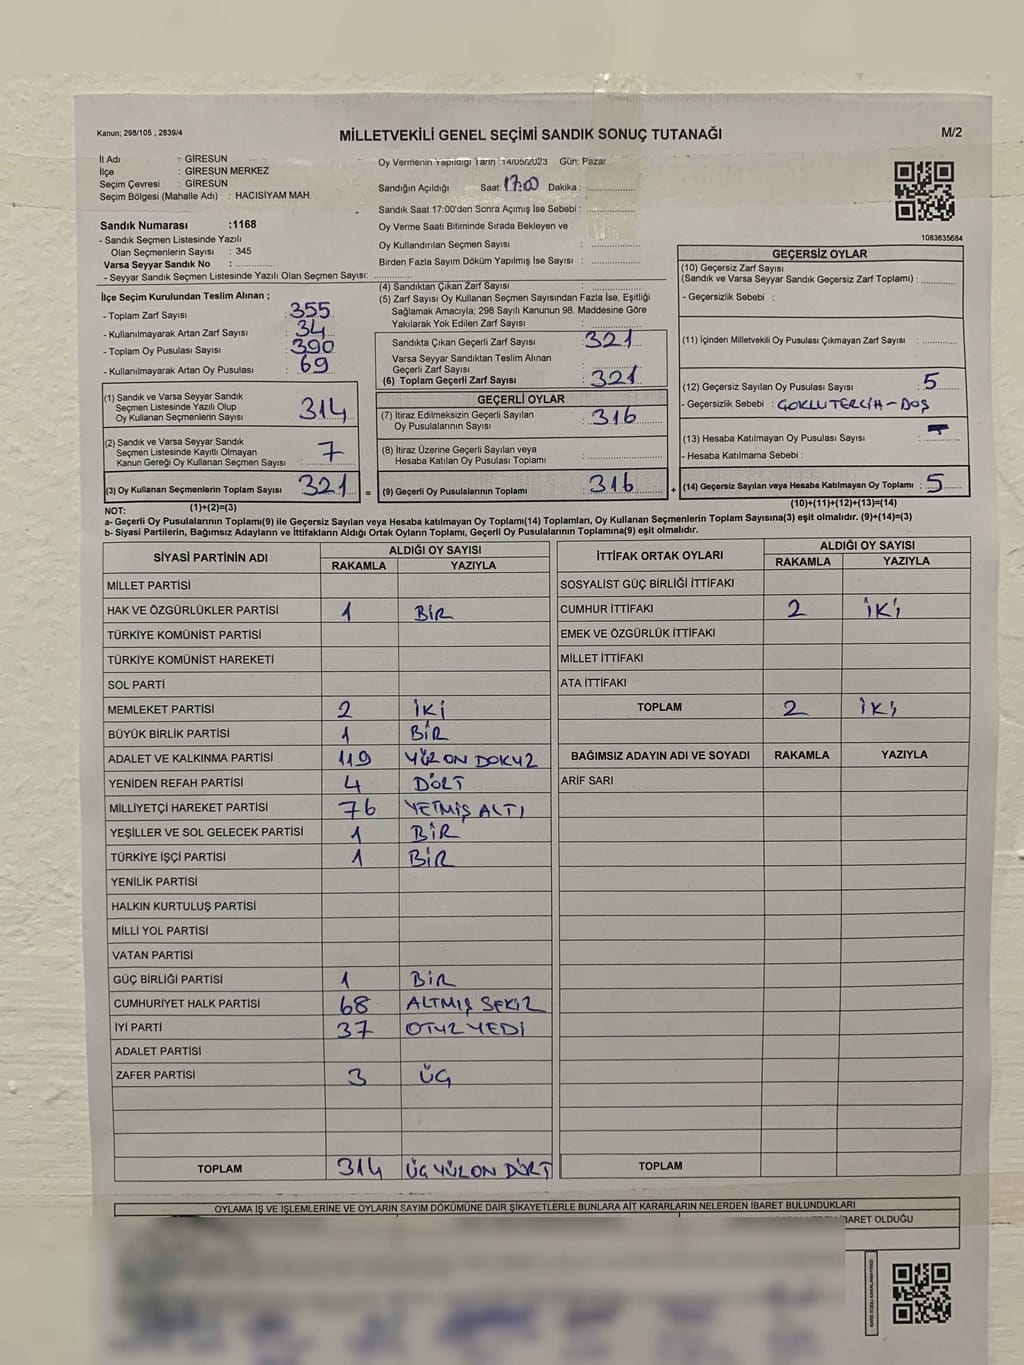 Kanun; 298/105 , 2839/4
MİLLETVEKİLİ GENEL SEÇİMİ SANDIK SONUÇ TUTANAĞI
M/2
İl Adı : GİRESUN
İlçe : GİRESUN MERKEZ
Seçim Çevresi : GİRESUN
Seçim Bölgesi (Mahalle Adı) : HACISİYAM MAH.
Sandık Numarası :1168
- Sandık Seçmen Listesinde Yazılı
Olan Seçmenlerin Sayısı : 345
Varsa Seyyar Sandık No :
- Seyyar Sandık Seçmen Listesinde Yazılı Olan Seçmen Sayısı:
Oy Vermenin Yapıldığı Tarih :14/05/2023 Gün: Pazar
Sandığın Açıldığı Saat: 17:00 Dakika :
Sandık Saat 17:00'den Sonra Açımış İse Sebebi :
Oy Verme Saati Bitiminde Sırada Bekleyen ve
Oy Kullandırılan Seçmen Sayısı :
Birden Fazla Sayım Döküm Yapılmış İse Sayısı :
1083635684
İlçe Seçim Kurulundan Teslim Alınan ;
- Toplam Zarf Sayısı : 355
- Kullanılmayarak Artan Zarf Sayısı : 34
- Toplam Oy Pusulası Sayısı : 390
- Kullanılmayarak Artan Oy Pusulası : 69
(1) Sandık ve Varsa Seyyar Sandık
Seçmen Listesinde Yazılı Olup
Oy Kullanan Seçmenlerin Sayısı 314
(2) Sandık ve Varsa Seyyar Sandık
Seçmen Listesinde Kayıtlı Olmayan
Kanun Gereği Oy Kullanan Seçmen Sayısı : 7
(3) Oy Kullanan Seçmenlerin Toplam Sayısı : 321
(1)+(2)=(3)
(4) Sandıktan Çıkan Zarf Sayısı :
(5) Zarf Sayısı Oy Kullanan Seçmen Sayısından Fazla İse, Eşitliği
Sağlamak Amacıyla; 298 Sayılı Kanunun 98. Maddesine Göre
Yakılarak Yok Edilen Zarf Sayısı :
Sandıkta Çıkan Geçerli Zarf Sayısı : 321
Varsa Seyyar Sandıktan Teslim Alınan
Geçerli Zarf Sayısı :
(6) Toplam Geçerli Zarf Sayısı : 321
GEÇERLİ OYLAR
(7) İtiraz Edilmeksizin Geçerli Sayılan
Oy Pusulalarının Sayısı : 316
(8) İtiraz Üzerine Geçerli Sayılan veya
Hesaba Katılan Oy Pusulası Toplamı :
= (9) Geçerli Oy Pusulalarının Toplamı : 316 +
GEÇERSİZ OYLAR
(10) Geçersiz Zarf Sayısı
(Sandık ve Varsa Seyyar Sandık Geçersiz Zarf Toplamı) :
- Geçersizlik Sebebi :
(11) İçinden Milletvekili Oy Pusulası Çıkmayan Zarf Sayısı :
(12) Geçersiz Sayılan Oy Pusulası Sayısı : 5
- Geçersizlik Sebebi : ÇOKLU TERCİH - BOŞ
(13) Hesaba Katılmayan Oy Pusulası Sayısı :
- Hesaba Katılmama Sebebi :
(14) Geçersiz Sayılan veya Hesaba Katılmayan Oy Toplamı : 5
(10)+(11)+(12)+(13)=(14)
NOT:
a- Geçerli Oy Pusulalarının Toplamı(9) ile Geçersiz Sayılan veya Hesaba katılmayan Oy Toplamı(14) Toplamları, Oy Kullanan Seçmenlerin Toplam Sayısına(3) eşit olmalıdır. (9)+(14)=(3)
b- Siyasi Partilerin, Bağımsız Adayların ve İttifakların Aldığı Ortak Oyların Toplamı, Geçerli Oy Pusulalarının Toplamına(9) eşit olmalıdır.
SİYASİ PARTİNİN ADI ALDIĞI OY SAYISI
RAKAMLA YAZIYLA
MİLLET PARTİSİ
HAK VE ÖZGÜRLÜKLER PARTİSİ 1 BİR
TÜRKİYE KOMÜNİST PARTİSİ
TÜRKİYE KOMÜNİST HAREKETİ
SOL PARTİ
MEMLEKET PARTİSİ 2 İKİ
BÜYÜK BİRLİK PARTİSİ 1 BİR
ADALET VE KALKINMA PARTİSİ 119 YÜZ ON DOKUZ
YENİDEN REFAH PARTİSİ 4 DÖRT
MİLLİYETÇİ HAREKET PARTİSİ 76 YETMİŞ ALTI
YEŞİLLER VE SOL GELECEK PARTİSİ 1 BİR
TÜRKİYE İŞÇİ PARTİSİ 1 BİR
YENİLİK PARTİSİ
HALKIN KURTULUŞ PARTİSİ
MİLLİ YOL PARTİSİ
VATAN PARTİSİ
GÜÇ BİRLİĞİ PARTİSİ 1 BİR
CUMHURİYET HALK PARTİSİ 68 ALTMIŞ SEKİZ
İYİ PARTİ 37 OTUZ YEDİ
ADALET PARTİSİ
ZAFER PARTİSİ 3 ÜÇ
TOPLAM 314 ÜÇ YÜZ ON DÖRT
İTTİFAK ORTAK OYLARI ALDIĞI OY SAYISI
RAKAMLA YAZIYLA
SOSYALİST GÜÇ BİRLİĞİ İTTİFAKI
CUMHUR İTTİFAKI 2 İKİ
EMEK VE ÖZGÜRLÜK İTTİFAKI
MİLLET İTTİFAKI
ATA İTTİFAKI
TOPLAM 2 İKİ
BAĞIMSIZ ADAYIN ADI VE SOYADI RAKAMLA YAZIYLA
ARİF SARI
TOPLAM
OYLAMA İŞ VE İŞLEMLERİNE VE OYLARIN SAYIM DÖKÜMÜNE DAİR ŞİKAYETLERLE BUNLARA AİT KARARLARIN NELERDEN İBARET BULUNDUKLARI
İBARET OLDUĞU